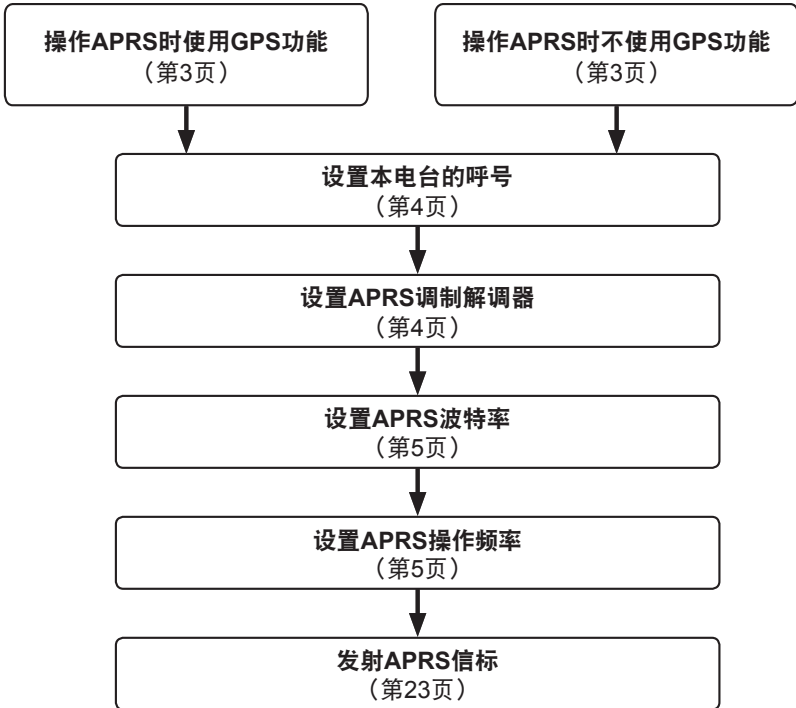 操作APRS时使用GPS功能
（第3页）
操作APRS时不使用GPS功能
（第3页）
设置本电台的呼号
（第4页）
设置APRS调制解调器
（第4页）
设置APRS波特率
（第5页）
设置APRS操作频率
（第5页）
发射APRS信标
（第23页）